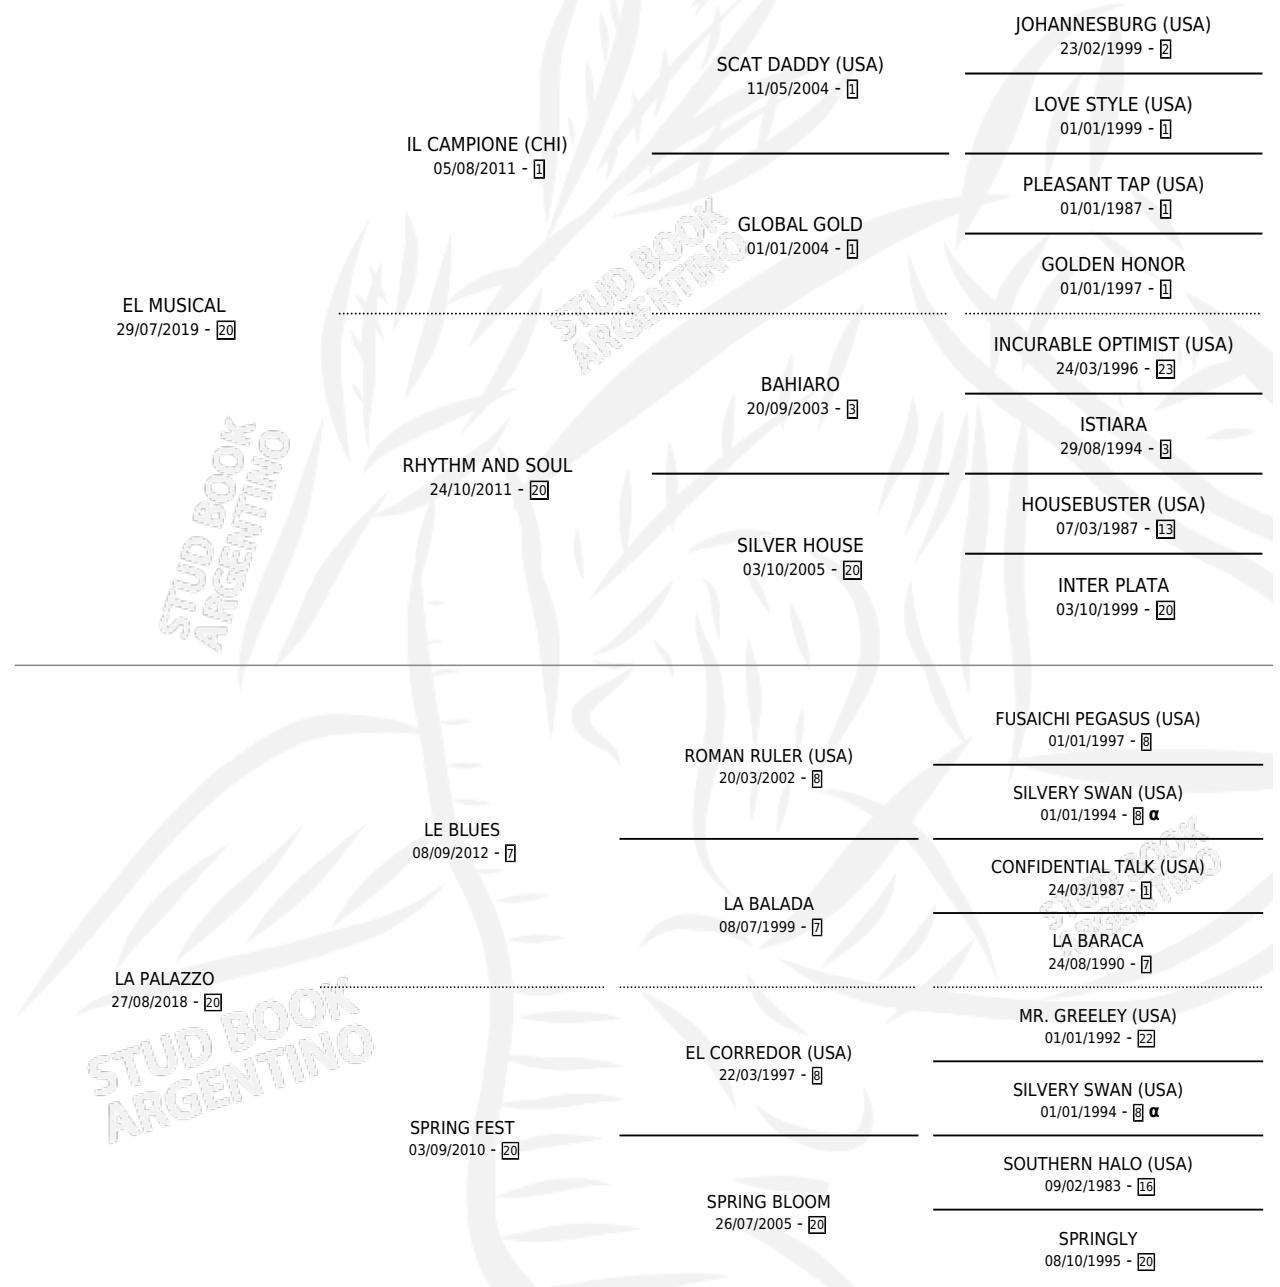 JOHANNESBURG (USA)
23/02/1999 - 2
SCAT DADDY (USA)
11/05/2004 - 1
LOVE STYLE (USA)
01/01/1999 - 1
IL CAMPIONE (CHI)
05/08/2011 - 1
PLEASANT TAP (USA)
01/01/1987 - 1
GLOBAL GOLD
01/01/2004 - 1
GOLDEN HONOR
01/01/1997 - 1
STUD BOOK
ARGENTINO
EL MUSICAL
29/07/2019 - 20
INCURABLE OPTIMIST (USA)
24/03/1996 - 23
BAHIARO
20/09/2003 - 3
ISTIARA
29/08/1994 - 3
RHYTHM AND SOUL
24/10/2011 - 20
HOUSEBUSTER (USA)
07/03/1987 - 13
SILVER HOUSE
03/10/2005 - 20
INTER PLATA
03/10/1999 - 20
STUD BOOK
ARGENTINO
FUSAICHI PEGASUS (USA)
01/01/1997 - 8
ROMAN RULER (USA)
20/03/2002 - 8
SILVERY SWAN (USA)
01/01/1994 - 8 α
LE BLUES
08/09/2012 - 7
CONFIDENTIAL TALK (USA)
24/03/1987 - 1
LA BALADA
08/07/1999 - 7
LA BARACA
24/08/1990 - 7
STUD BOOK
ARGENTINO
LA PALAZZO
27/08/2018 - 20
MR. GREELEY (USA)
01/01/1992 - 22
EL CORREDOR (USA)
22/03/1997 - 8
SILVERY SWAN (USA)
01/01/1994 - 8 α
SPRING FEST
03/09/2010 - 20
SOUTHERN HALO (USA)
09/02/1983 - 16
SPRING BLOOM
26/07/2005 - 20
SPRINGLY
08/10/1995 - 20
STUD BOOK
ARGENTINO